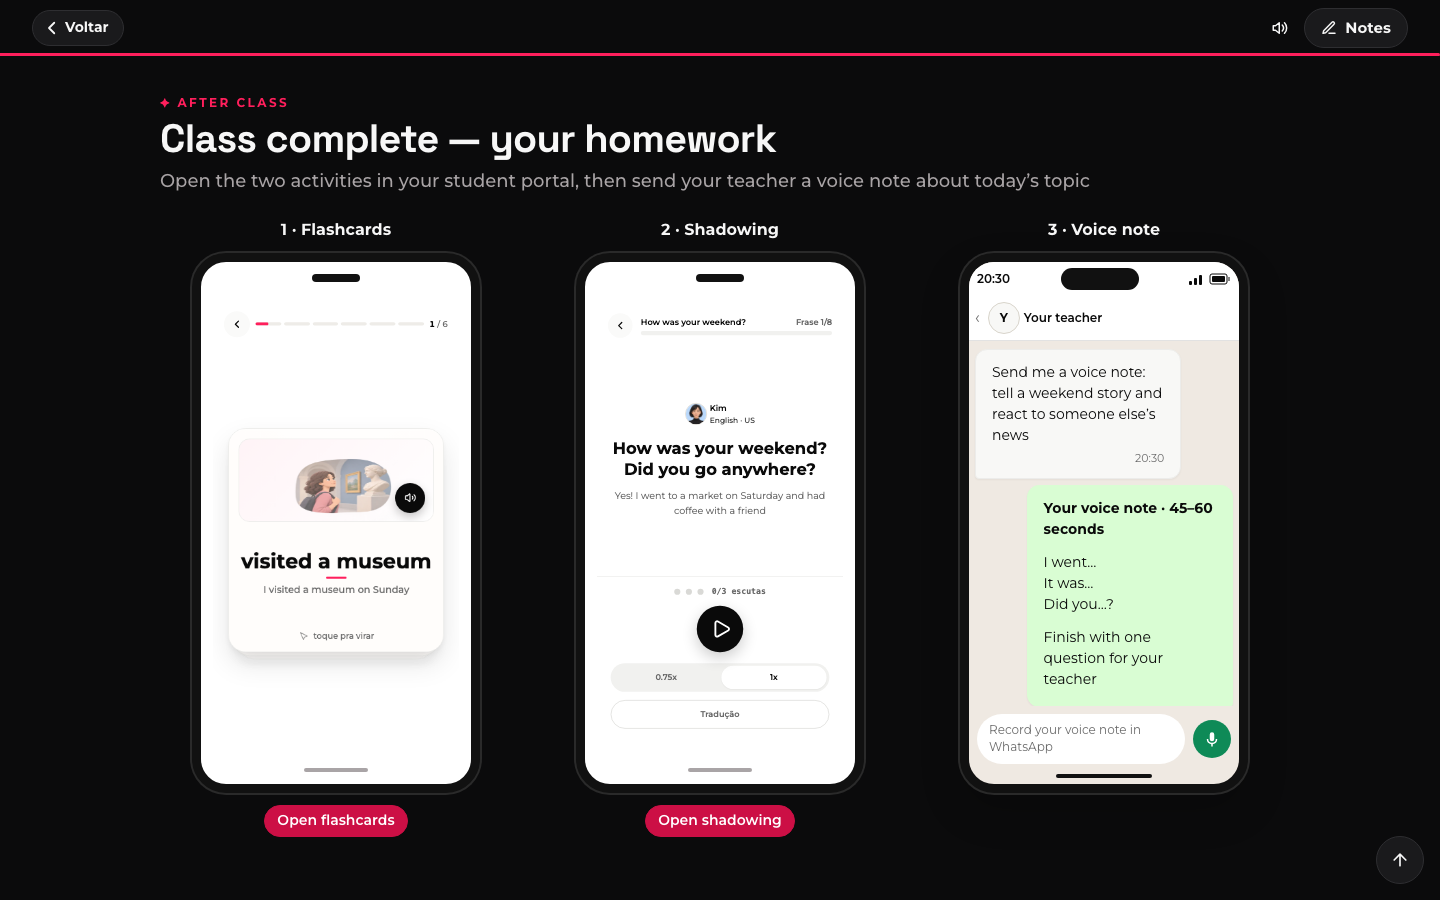 Voltar
Notes
AFTER CLASS
Class complete — your homework
Open the two activities in your student portal, then send your teacher a voice note about today's topic
1 · Flashcards
1 / 6
visited a museum
I visited a museum on Sunday
toque pra virar
Open flashcards
2 · Shadowing
How was your weekend?
Frase 1/8
Kim
English · US
How was your weekend?
Did you go anywhere?
Yes! I went to a market on Saturday and had
coffee with a friend
0/3 escutas
0.75x
1x
Tradução
Open shadowing
3 · Voice note
20:30
Y
Your teacher
Send me a voice note:
tell a weekend story and
react to someone else's
news
20:30
Your voice note · 45–60
seconds
I went...
It was...
Did you...?
Finish with one
question for your
teacher
Record your voice note in
WhatsApp